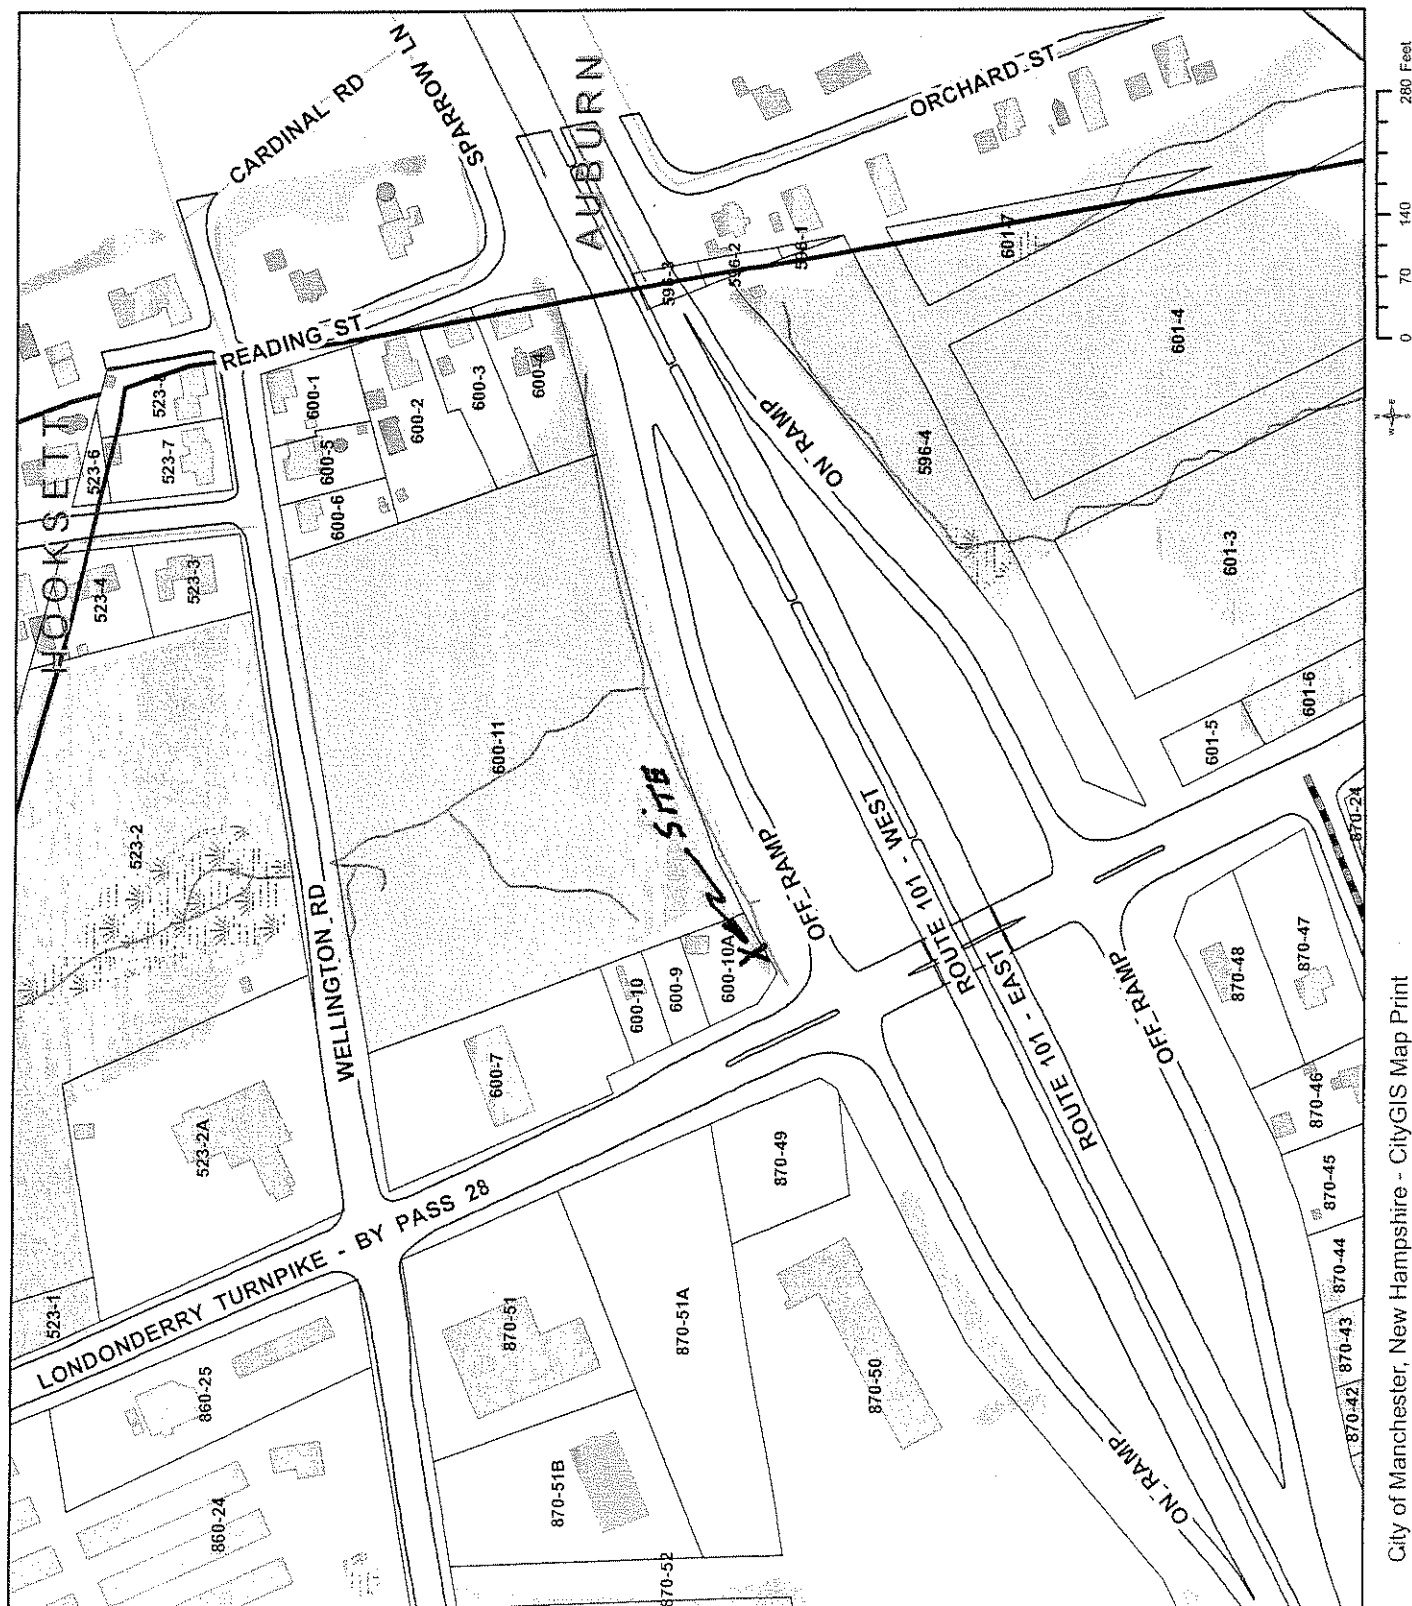 CARDINAL RD
SPARROW LN
AUBURN
ORCHARD ST
READING ST
HOOKSETT
523-6
523-7
523-4
523-3
523-2
523-2A
523-1
600-1
600-2
600-3
600-4
600-5
600-6
600-11
596-3
596-2
596-1
596-4
601-7
601-4
601-3
601-5
601-6
ON RAMP
WELLINGTON RD
SITE
X
OFF RAMP
ROUTE 101 - WEST
ROUTE 101 - EAST
600-10A
600-9
600-10
600-7
LONDONDERRY TURNPIKE - BY PASS 28
OFF RAMP
870-24
870-48
870-47
870-46
870-45
870-44
870-43
870-42
870-49
870-51
870-51A
870-50
870-51B
870-52
860-25
860-24
ON RAMP
0 70 140 280 Feet
N
W E
S
City of Manchester, New Hampshire - CityGIS Map Print